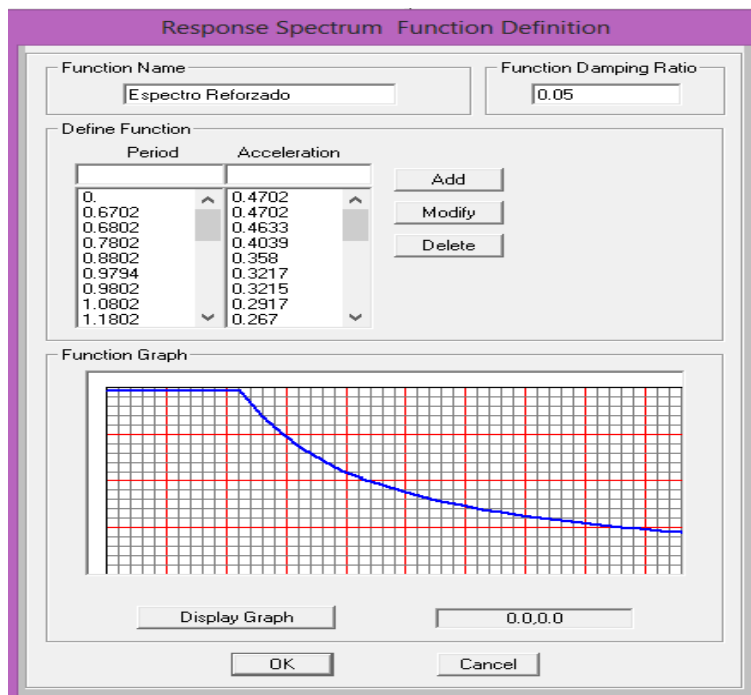 Response Spectrum Function Definition
Function Name
Espectro Reforzado
Function Damping Ratio
0.05
Define Function
Period Acceleration
0. 0.4702
0.6702 0.4702
0.6802 0.4633
0.7802 0.4039
0.8802 0.358
0.9794 0.3217
0.9802 0.3215
1.0802 0.2917
1.1802 0.267
Add
Modify
Delete
Function Graph
Display Graph
0.0,0.0
OK
Cancel